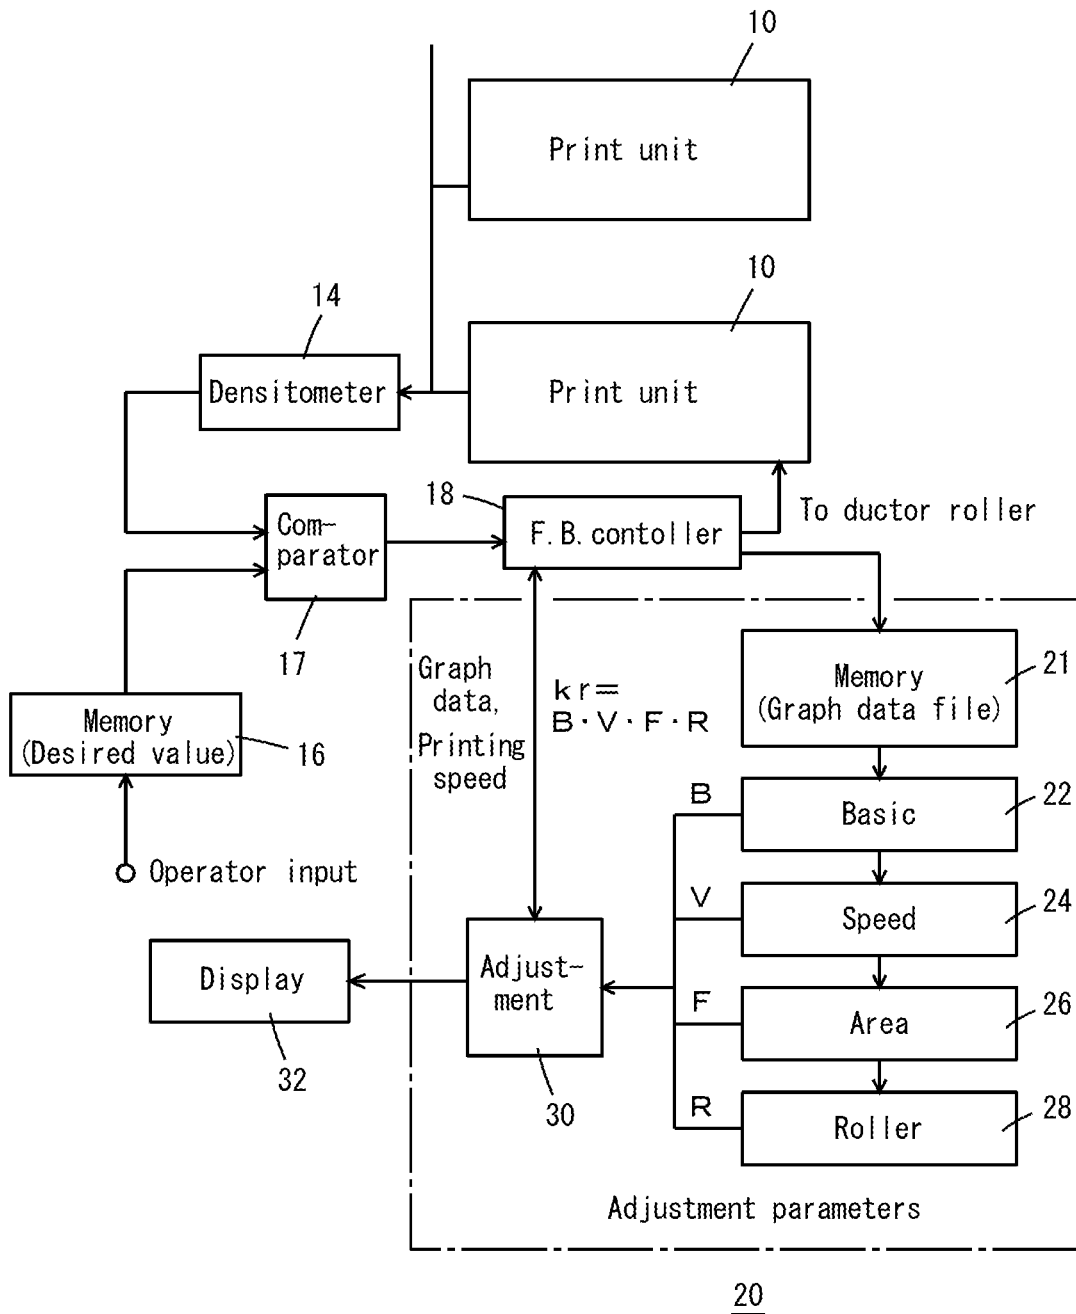 10
Print unit
10
Print unit
14
Densitometer
18
F.B.contoller
To ductor roller
Com-
parator
17
Memory
(Desired value)
16
Operator input
Graph
data,
Printing
speed
kr=
B·V·F·R
21
Memory
(Graph data file)
B
Basic
22
V
Speed
24
F
Area
26
R
Roller
28
Adjust-
ment
30
Display
32
Adjustment parameters
20